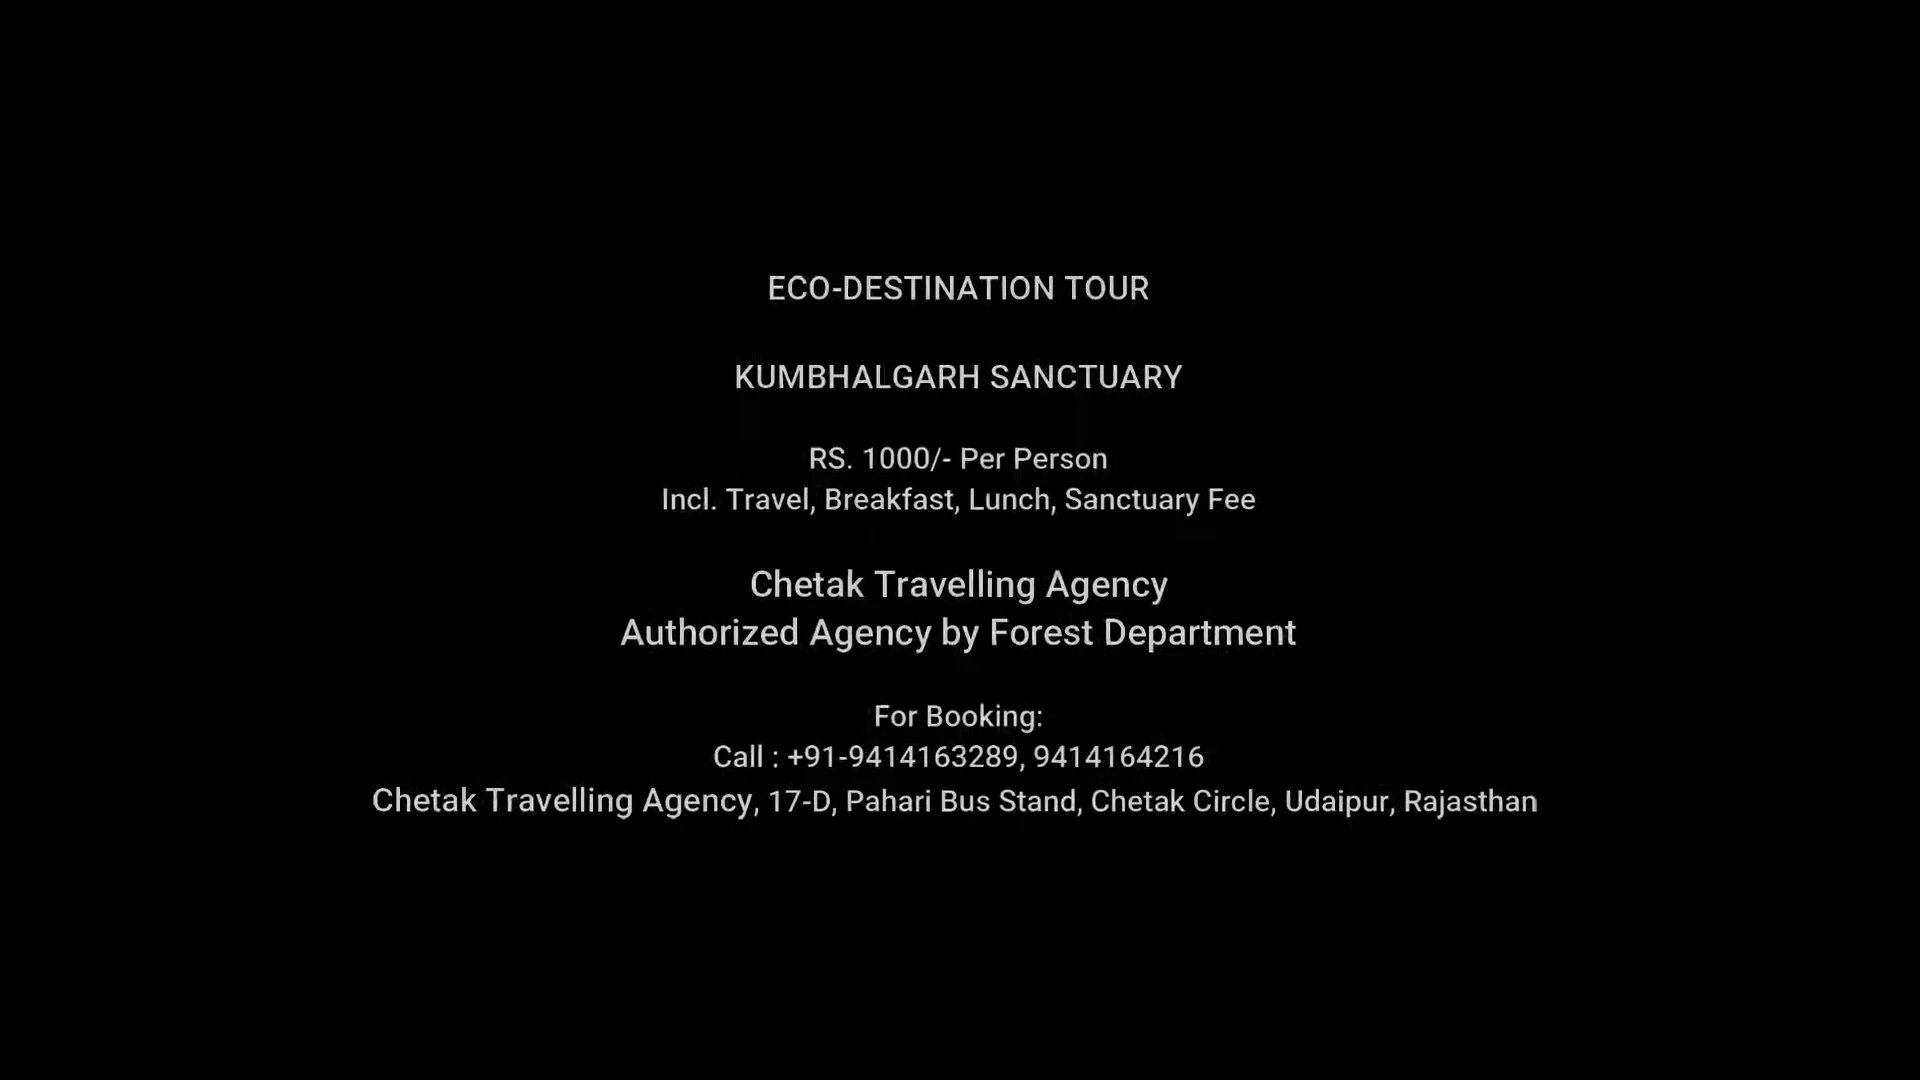 ECO-DESTINATION TOUR
KUMBHALGARH SANCTUARY
RS. 1000/- Per Person
Incl. Travel, Breakfast, Lunch, Sanctuary Fee
Chetak Travelling Agency
Authorized Agency by Forest Department
For Booking:
Call : +91-9414163289, 9414164216
Chetak Travelling Agency, 17-D, Pahari Bus Stand, Chetak Circle, Udaipur, Rajasthan